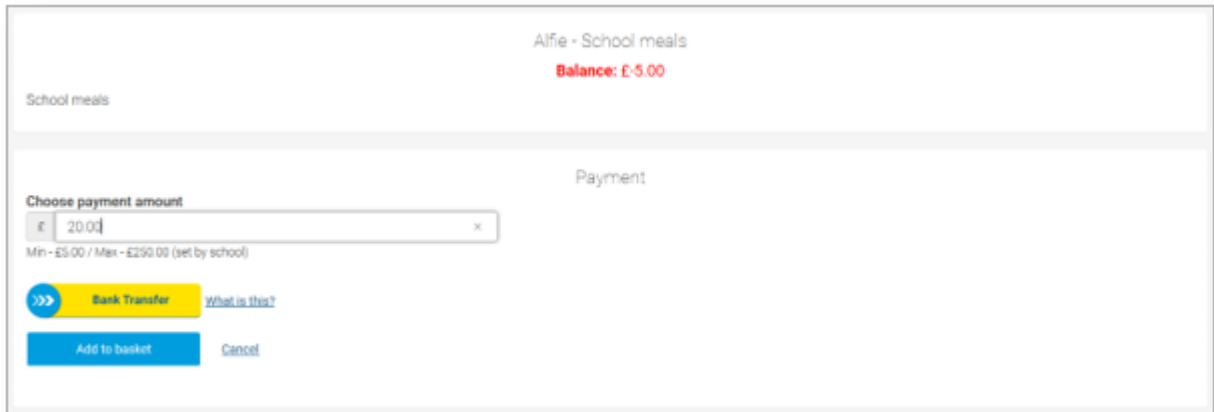 Alfie - School meals
Balance: £-5.00
School meals
Payment
Choose payment amount
£ 20.00 ×
Min - £5.00 / Max - £250.00 (set by school)
>>> Bank Transfer What is this?
Add to basket Cancel